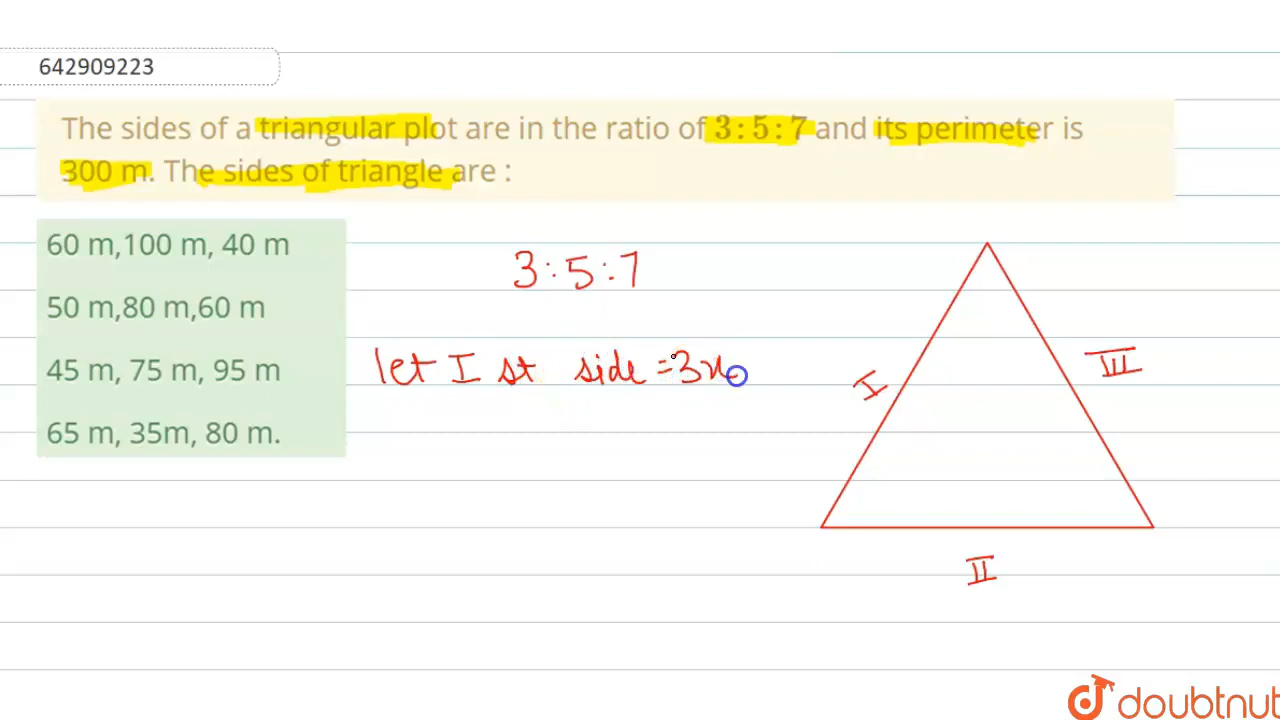 642909223
The sides of a triangular plot are in the ratio of 3 : 5 : 7 and its perimeter is
300 m. The sides of triangle are :
60 m,100 m, 40 m
50 m,80 m,60 m
45 m, 75 m, 95 m
65 m, 35m, 80 m.
3:5:7
let I st side = 3x
I
III
II
doubtnut